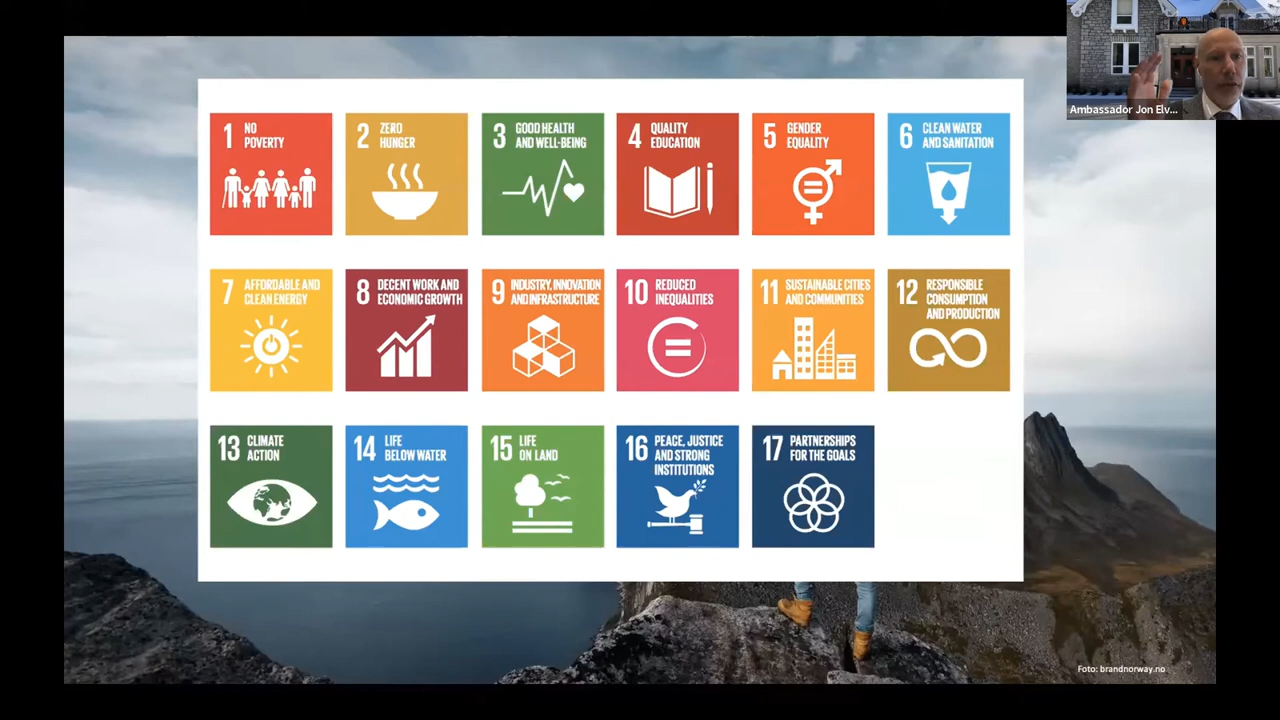 Ambassador Jon Elv...
1 NO
POVERTY
2 ZERO
HUNGER
3 GOOD HEALTH
AND WELL-BEING
4 QUALITY
EDUCATION
5 GENDER
EQUALITY
6 CLEAN WATER
AND SANITATION
7 AFFORDABLE AND
CLEAN ENERGY
8 DECENT WORK AND
ECONOMIC GROWTH
9 INDUSTRY, INNOVATION
AND INFRASTRUCTURE
10 REDUCED
INEQUALITIES
11 SUSTAINABLE CITIES
AND COMMUNITIES
12 RESPONSIBLE
CONSUMPTION
AND PRODUCTION
13 CLIMATE
ACTION
14 LIFE
BELOW WATER
15 LIFE
ON LAND
16 PEACE, JUSTICE
AND STRONG
INSTITUTIONS
17 PARTNERSHIPS
FOR THE GOALS
Foto: brandnorway.no